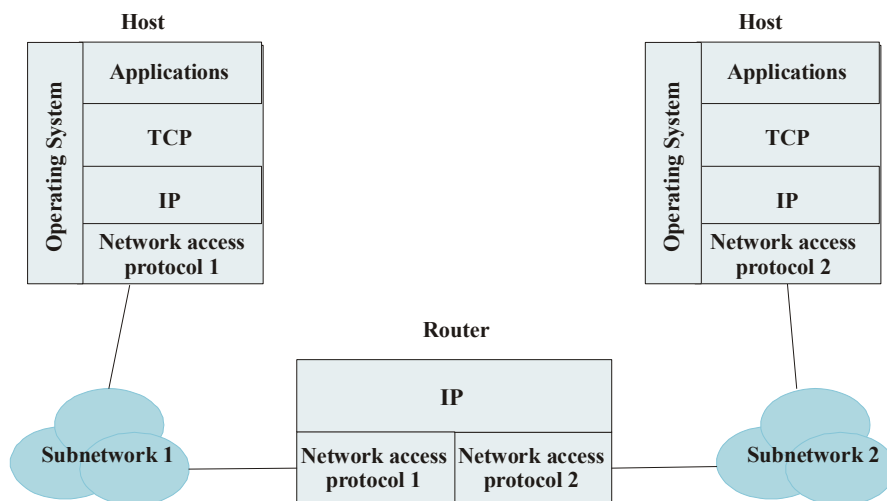 Host
Operating System
Applications
TCP
IP
Network access
protocol 1
Host
Operating System
Applications
TCP
IP
Network access
protocol 2
Router
IP
Network access
protocol 1
Network access
protocol 2
Subnetwork 1
Subnetwork 2